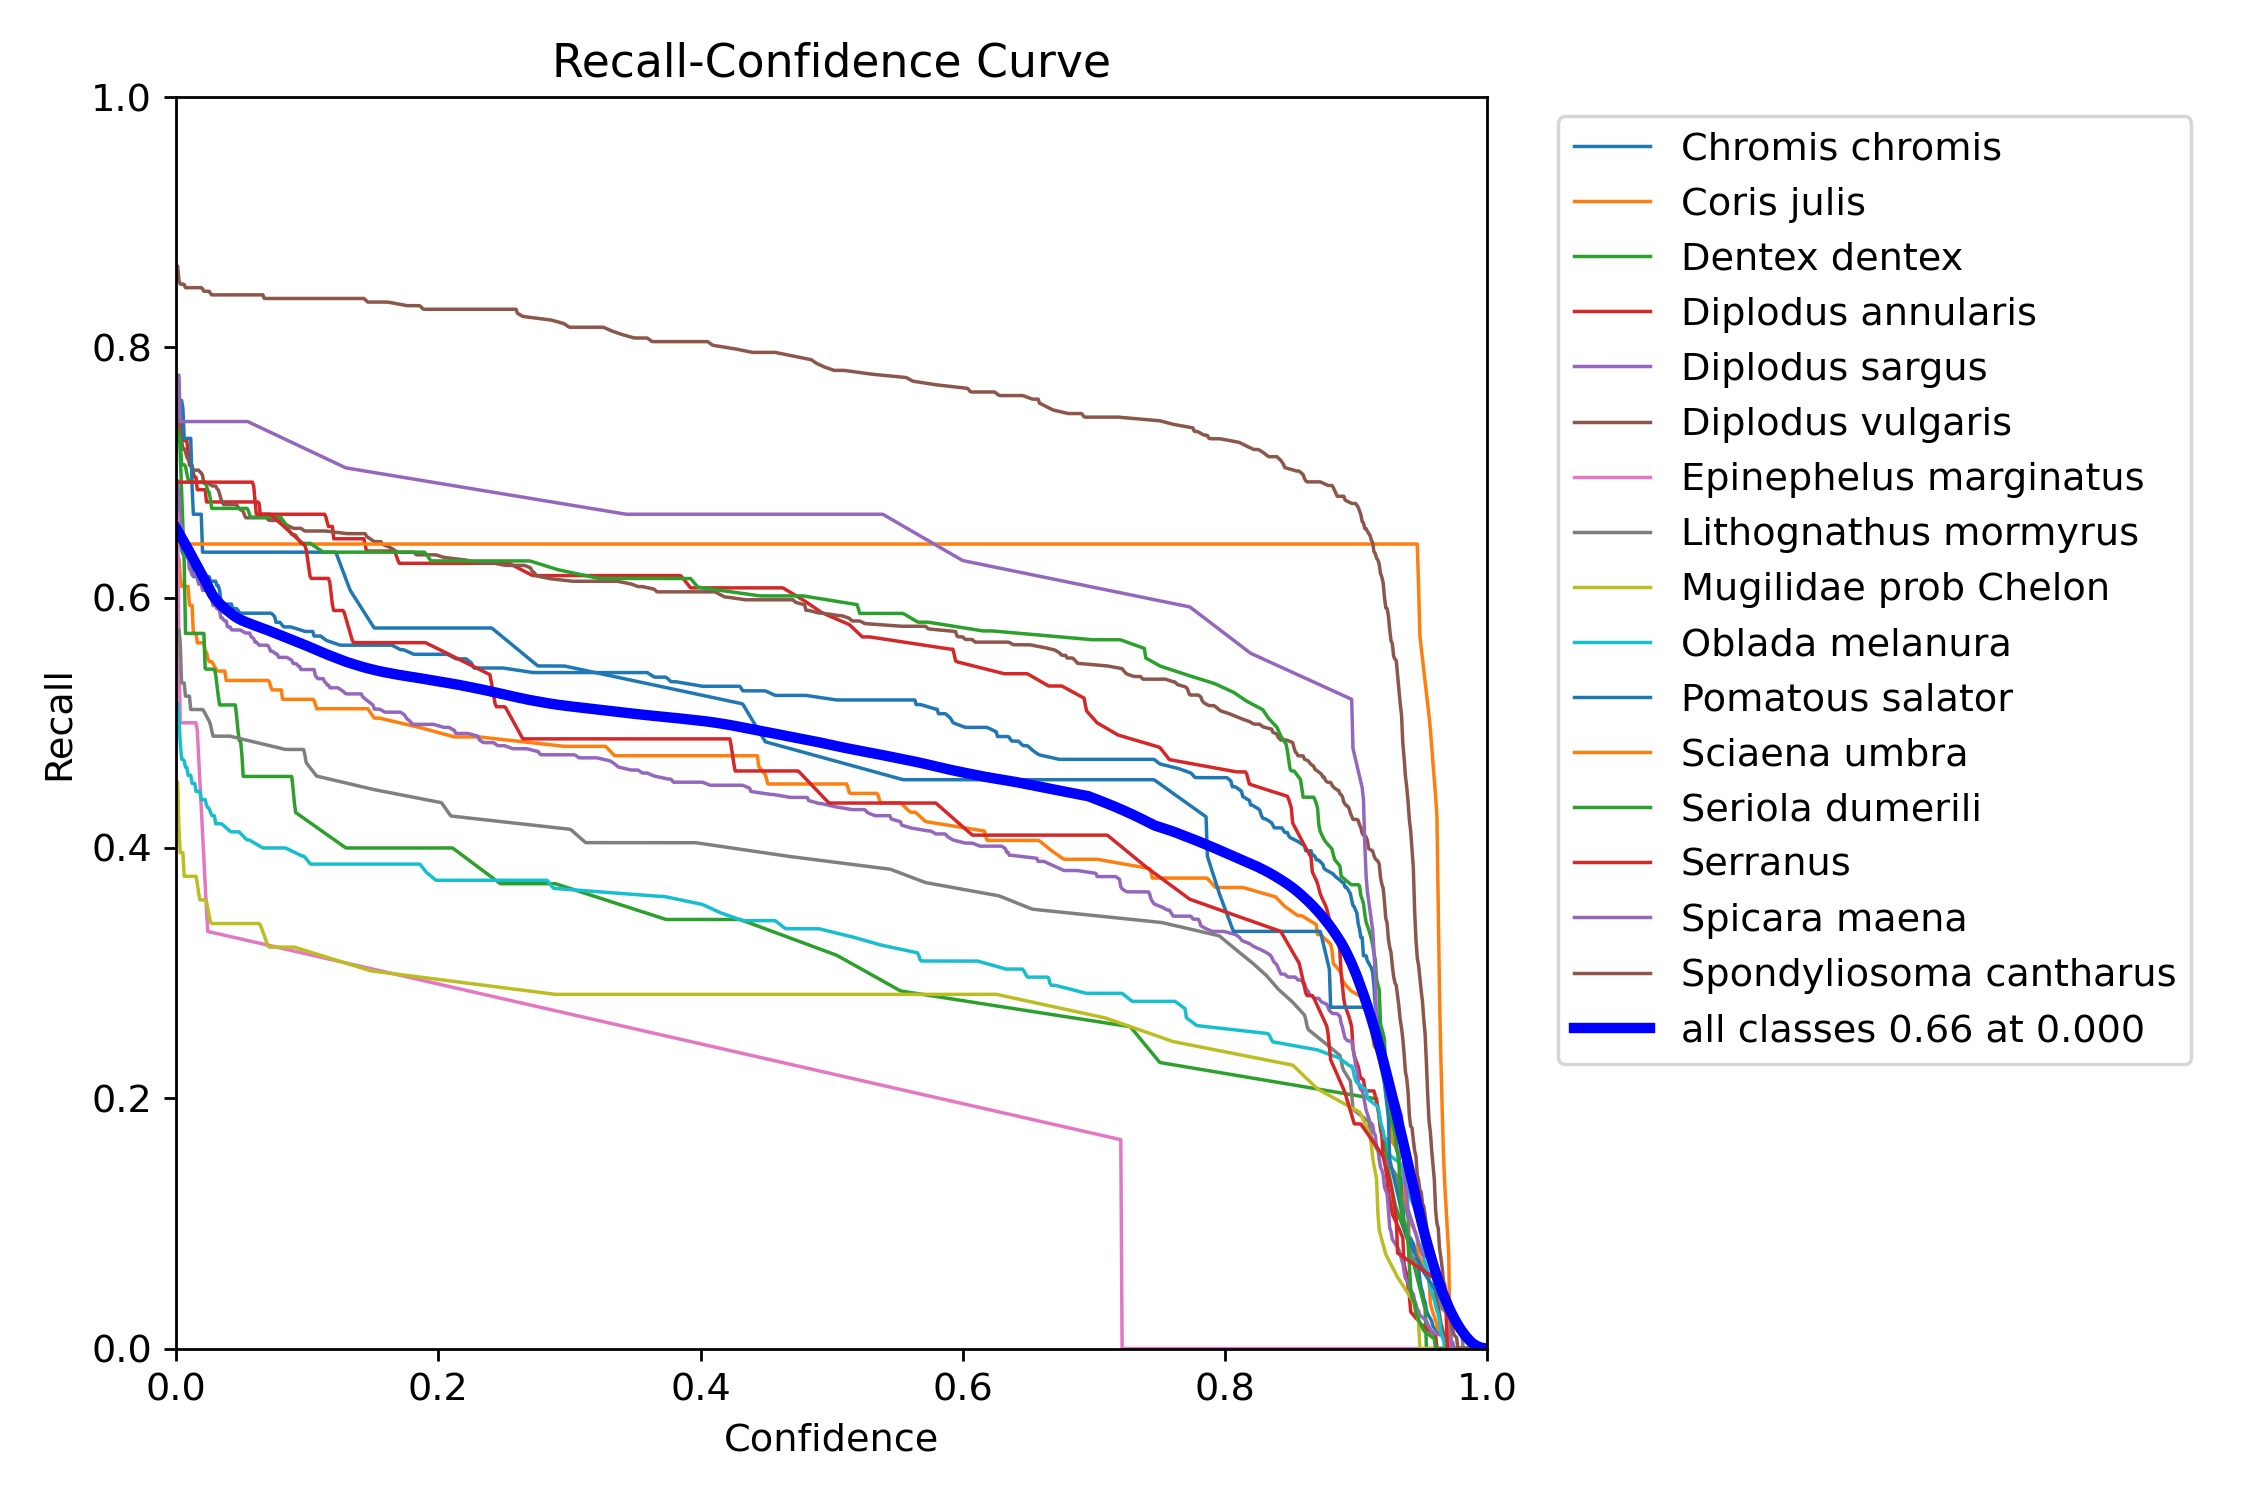 Recall-Confidence Curve
1.0
0.8
0.6
0.4
0.2
0.0
Recall
0.0 0.2 0.4 0.6 0.8 1.0
Confidence
Chromis chromis
Coris julis
Dentex dentex
Diplodus annularis
Diplodus sargus
Diplodus vulgaris
Epinephelus marginatus
Lithognathus mormyrus
Mugilidae prob Chelon
Oblada melanura
Pomatous salator
Sciaena umbra
Seriola dumerili
Serranus
Spicara maena
Spondyliosoma cantharus
all classes 0.66 at 0.000